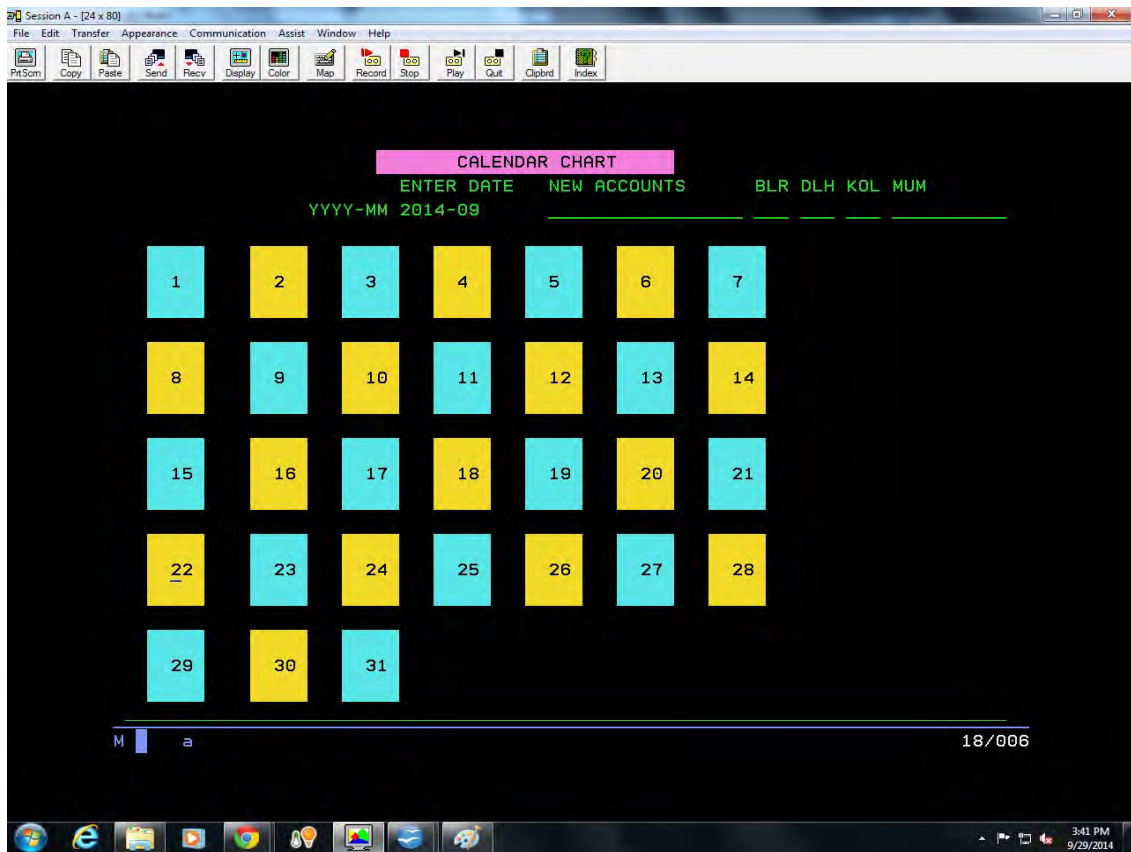 Session A - [24 x 80]
File Edit Transfer Appearance Communication Assist Window Help
PrtScrn Copy Paste Send Recv Display Color Map Record Stop Play Quit Clipbrd Index
CALENDAR CHART
ENTER DATE NEW ACCOUNTS BLR DLH KOL MUM
YYYY-MM 2014-09
1 2 3 4 5 6 7
8 9 10 11 12 13 14
15 16 17 18 19 20 21
22 23 24 25 26 27 28
29 30 31
M a 18/006
3:41 PM
9/29/2014